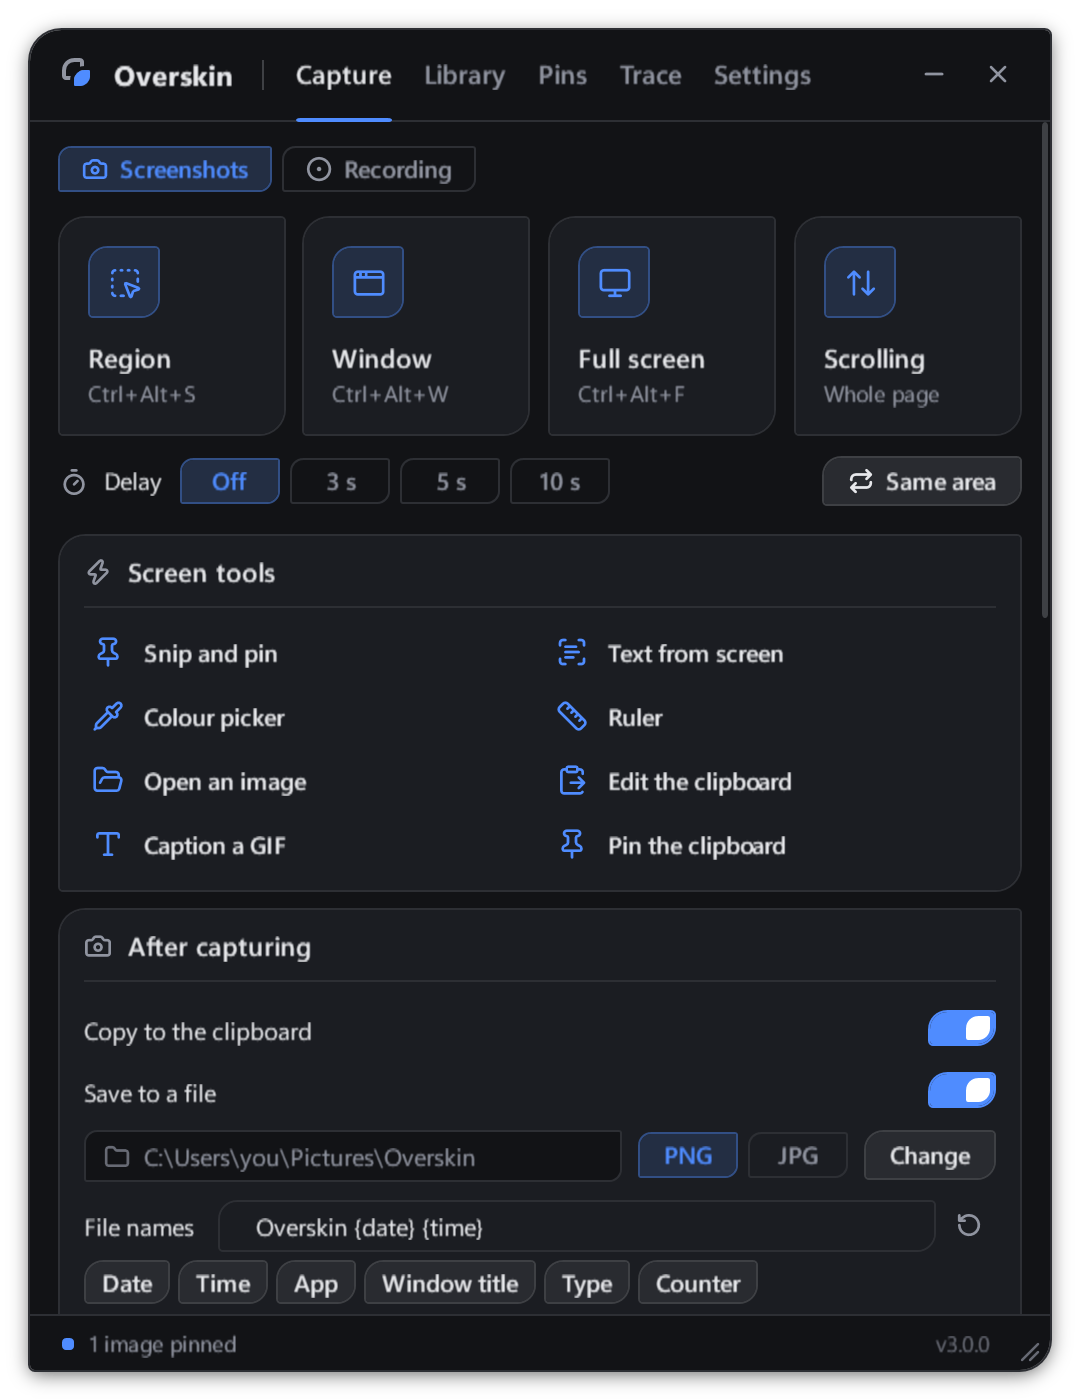 Overskin Capture Library Pins Trace Settings
Screenshots Recording
Region Window Full screen Scrolling
Ctrl+Alt+S Ctrl+Alt+W Ctrl+Alt+F Whole page
Delay Off 3 s 5 s 10 s Same area
Screen tools
Snip and pin Text from screen
Colour picker Ruler
Open an image Edit the clipboard
Caption a GIF Pin the clipboard
After capturing
Copy to the clipboard
Save to a file
C:\Users\you\Pictures\Overskin PNG JPG Change
File names Overskin {date} {time}
Date Time App Window title Type Counter
1 image pinned v3.0.0